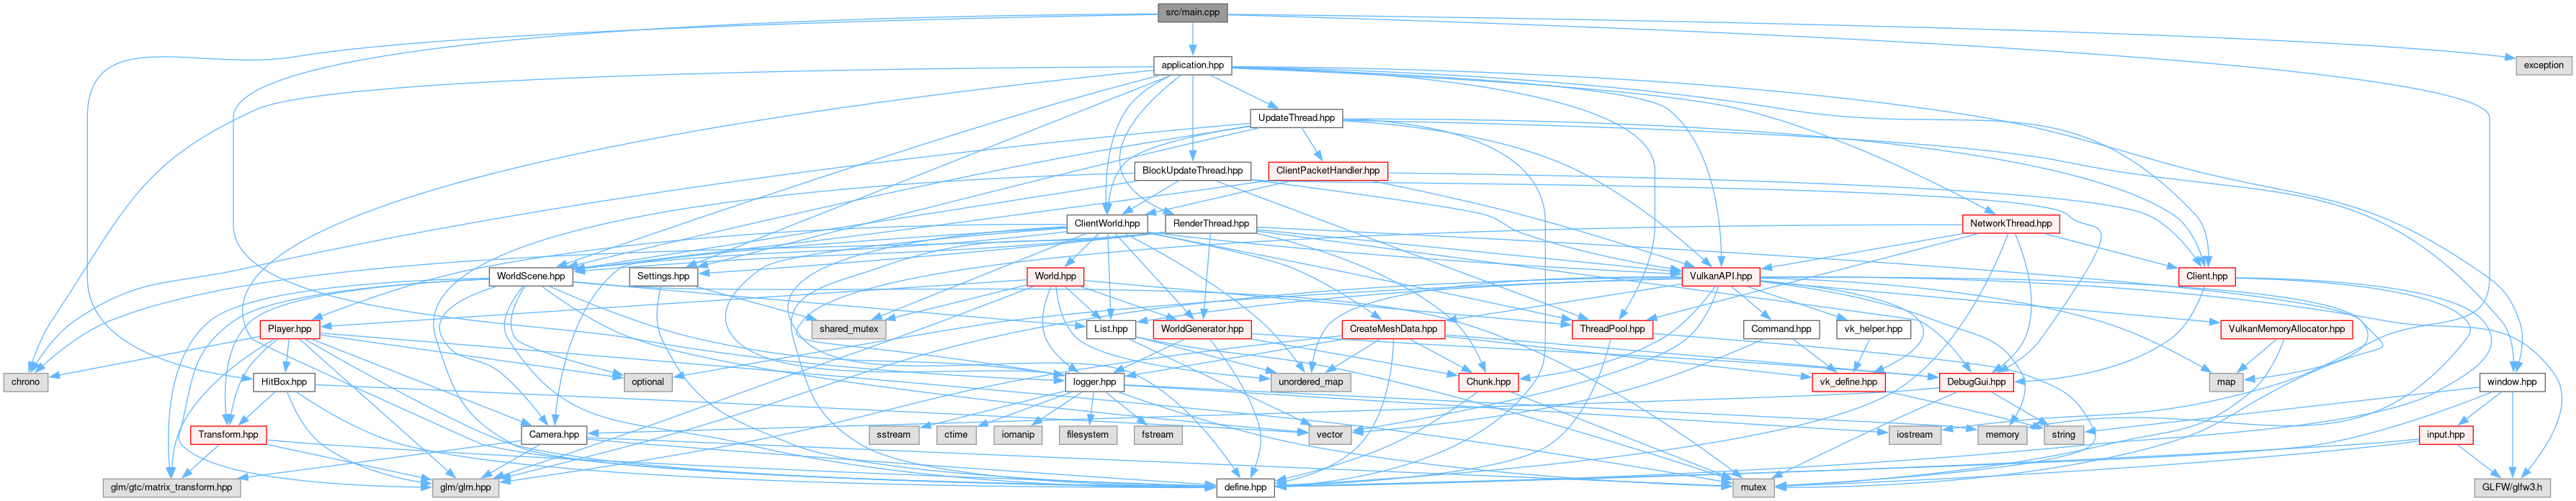 src/main.cpp
application.hpp
exception
UpdateThread.hpp
BlockUpdateThread.hpp
ClientPacketHandler.hpp
ClientWorld.hpp
RenderThread.hpp
NetworkThread.hpp
WorldScene.hpp
Settings.hpp
World.hpp
VulkanAPI.hpp
Client.hpp
Player.hpp
shared_mutex
List.hpp
WorldGenerator.hpp
CreateMeshData.hpp
ThreadPool.hpp
Command.hpp
vk_helper.hpp
VulkanMemoryAllocator.hpp
chrono
HitBox.hpp
optional
logger.hpp
unordered_map
Chunk.hpp
vk_define.hpp
DebugGui.hpp
map
window.hpp
Transform.hpp
Camera.hpp
sstream
ctime
iomanip
filesystem
fstream
vector
iostream
memory
string
input.hpp
glm/gtc/matrix_transform.hpp
glm/glm.hpp
define.hpp
mutex
GLFW/glfw3.h